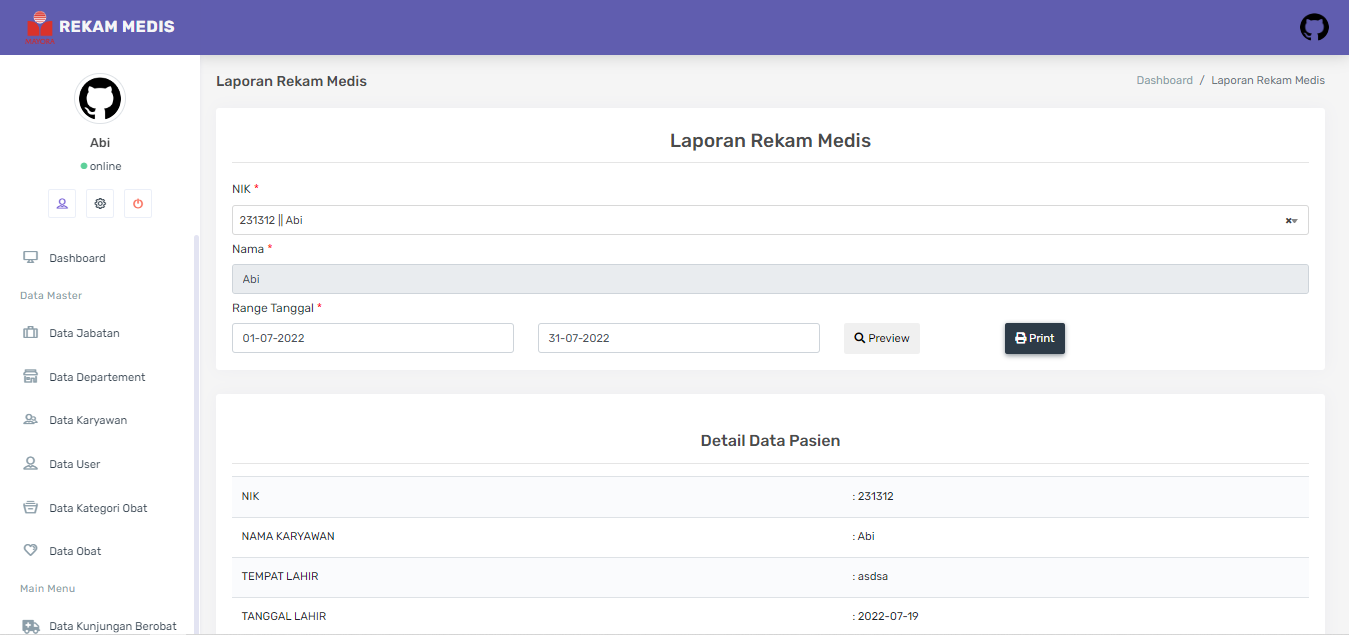 REKAM MEDIS
Abi
online
Dashboard
Data Master
Data Jabatan
Data Departement
Data Karyawan
Data User
Data Kategori Obat
Data Obat
Main Menu
Data Kunjungan Berobat
Laporan Rekam Medis
Dashboard / Laporan Rekam Medis
Laporan Rekam Medis
NIK *
231312 || Abi
Nama *
Abi
Range Tanggal *
01-07-2022 31-07-2022 Preview Print
Detail Data Pasien
NIK : 231312
NAMA KARYAWAN : Abi
TEMPAT LAHIR : asdsa
TANGGAL LAHIR : 2022-07-19